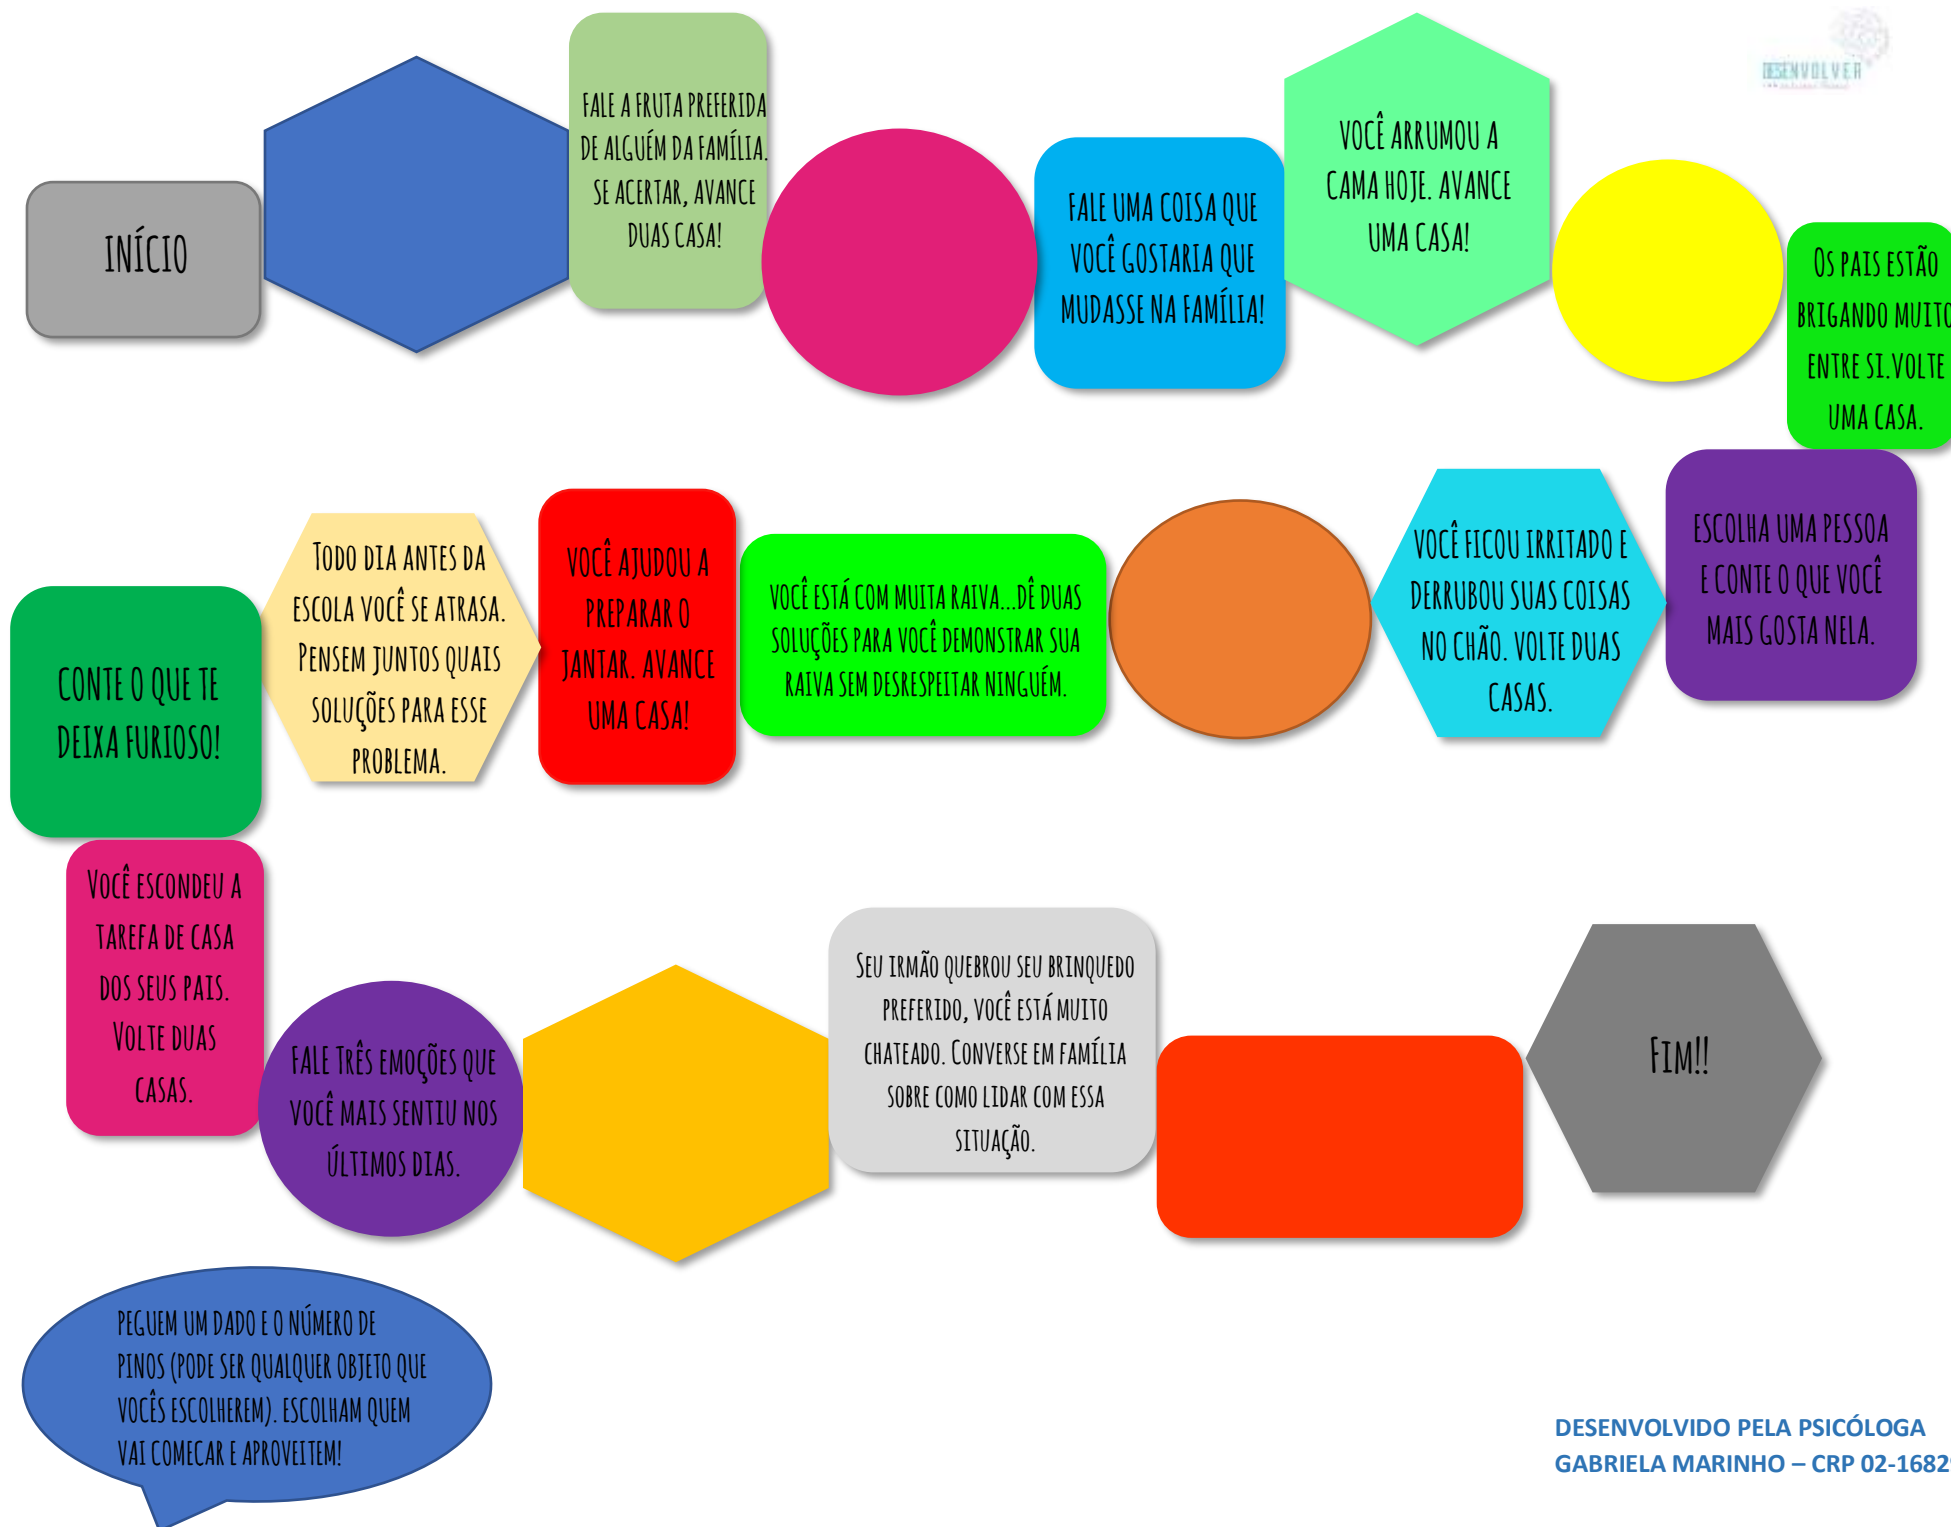 DESENVOLVER
INÍCIO
FALE A FRUTA PREFERIDA
DE ALGUÉM DA FAMÍLIA.
SE ACERTAR, AVANCE
DUAS CASA!
FALE UMA COISA QUE
VOCÊ GOSTARIA QUE
MUDASSE NA FAMÍLIA!
VOCÊ ARRUMOU A
CAMA HOJE. AVANCE
UMA CASA!
OS PAIS ESTÃO
BRIGANDO MUITO
ENTRE SI.VOLTE
UMA CASA.
ESCOLHA UMA PESSOA
E CONTE O QUE VOCÊ
MAIS GOSTA NELA.
VOCÊ FICOU IRRITADO E
DERRUBOU SUAS COISAS
NO CHÃO. VOLTE DUAS
CASAS.
VOCÊ ESTÁ COM MUITA RAIVA...DÊ DUAS
SOLUÇÕES PARA VOCÊ DEMONSTRAR SUA
RAIVA SEM DESRESPEITAR NINGUÉM.
VOCÊ AJUDOU A
PREPARAR O
JANTAR. AVANCE
UMA CASA!
TODO DIA ANTES DA
ESCOLA VOCÊ SE ATRASA.
PENSEM JUNTOS QUAIS
SOLUÇÕES PARA ESSE
PROBLEMA.
CONTE O QUE TE
DEIXA FURIOSO!
VOCÊ ESCONDEU A
TAREFA DE CASA
DOS SEUS PAIS.
VOLTE DUAS
CASAS.
FALE TRÊS EMOÇÕES QUE
VOCÊ MAIS SENTIU NOS
ÚLTIMOS DIAS.
SEU IRMÃO QUEBROU SEU BRINQUEDO
PREFERIDO, VOCÊ ESTÁ MUITO
CHATEADO. CONVERSE EM FAMÍLIA
SOBRE COMO LIDAR COM ESSA
SITUAÇÃO.
FIM!!
PEGUEM UM DADO E O NÚMERO DE
PINOS (PODE SER QUALQUER OBJETO QUE
VOCÊS ESCOLHEREM). ESCOLHAM QUEM
VAI COMECAR E APROVEITEM!
DESENVOLVIDO PELA PSICÓLOGA
GABRIELA MARINHO – CRP 02-1682